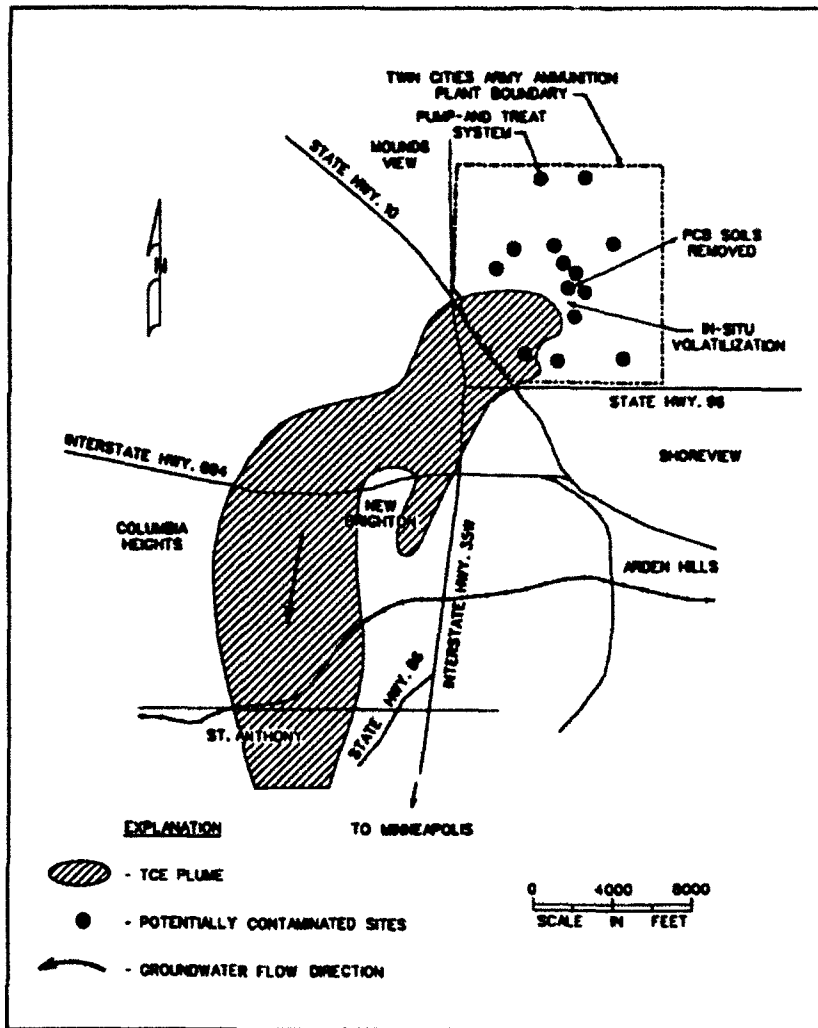 TWIN CITIES ARMY AMMUNITION
PLANT BOUNDARY
PUMP-AND TREAT
SYSTEM
MOUNDS
VIEW
STATE HWY. 10
N
PCB SOILS
REMOVED
IN-SITU
VOLATILIZATION
STATE HWY. 96
INTERSTATE HWY. 694
SHOREVIEW
NEW
BRIGHTON
COLUMBIA
HEIGHTS
INTERSTATE HWY. 35W
ARDEN HILLS
STATE HWY.
ST. ANTHONY
TO MINNEAPOLIS
EXPLANATION
- TCE PLUME
- POTENTIALLY CONTAMINATED SITES
- GROUNDWATER FLOW DIRECTION
0 4000 8000
SCALE IN FEET